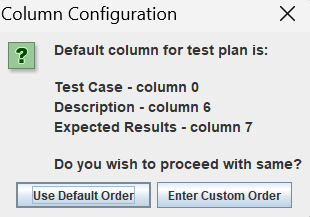 Column Configuration
?
Default column for test plan is:
Test Case - column 0
Description - column 6
Expected Results - column 7
Do you wish to proceed with same?
Use Default Order
Enter Custom Order